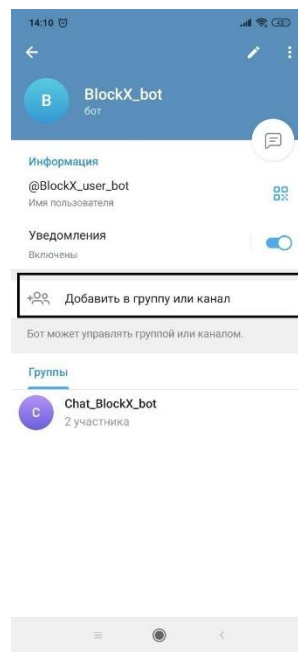 14:10
BlockX_bot
B
бот
Информация
@BlockX_user_bot
Имя пользователя
Уведомления
Включены
Добавить в группу или канал
Бот может управлять группой или каналом.
Группы
C
Chat_BlockX_bot
2 участника